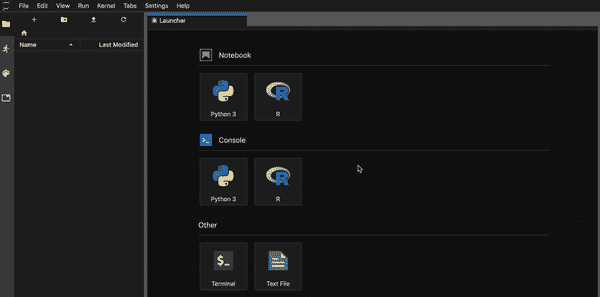 File Edit View Run Kernel Tabs Settings Help
Launcher
Name Last Modified
Notebook
Python 3 R
Console
Python 3 R
Other
$_
Terminal Text File